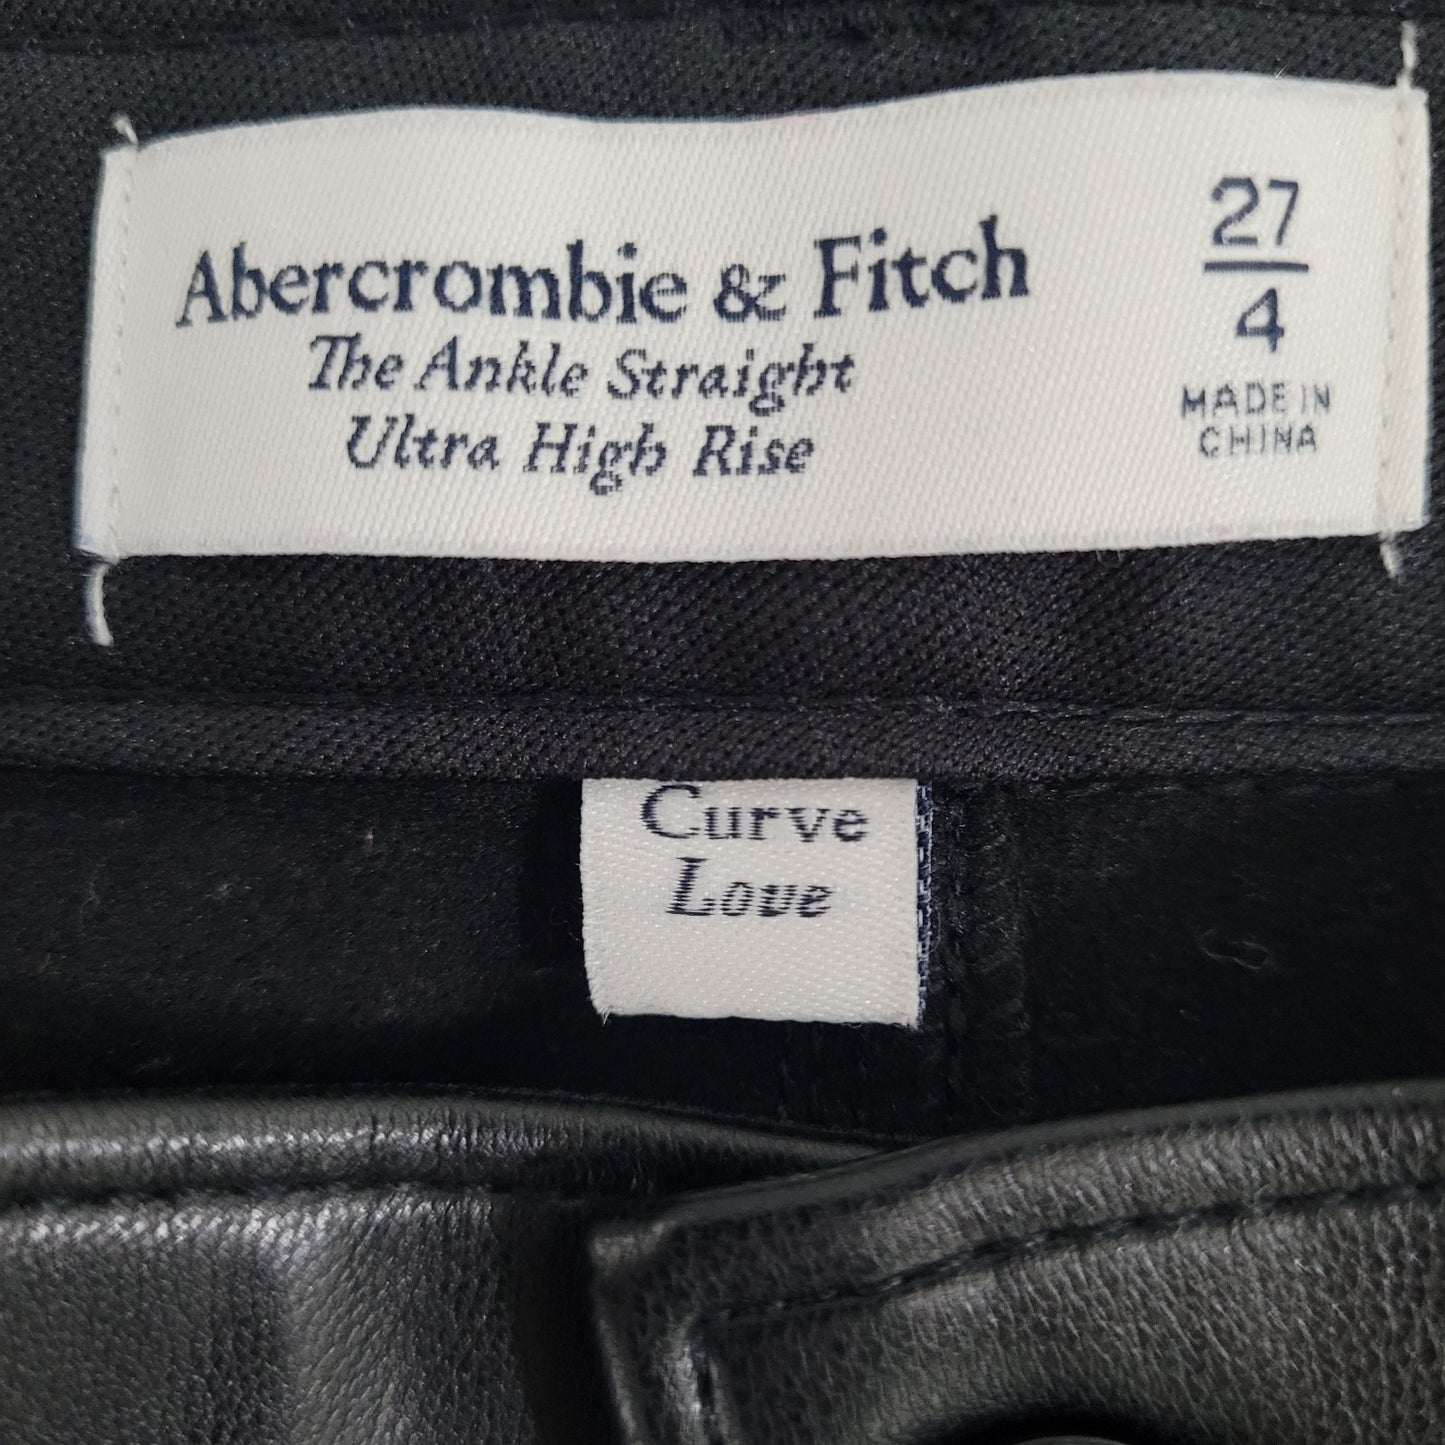 Abercrombie & Fitch
The Ankle Straight
Ultra High Rise
27
4
MADE IN
CHINA
Curve
Love